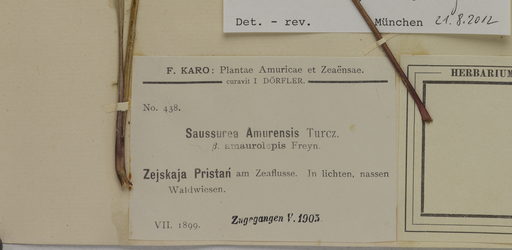 Det. - rev. München 21.8.2012
F. KARO: Plantae Amuricae et Zeaënsae.
curavit I DÖRFLER.
HERBARIUM
No. 438.
Saussurea Amurensis Turcz.
β. amaurolepis Freyn.
Zejskaja Pristań am Zeaflusse. In lichten, nassen
Waldwiesen.
VII. 1899. Zugegangen V. 1903